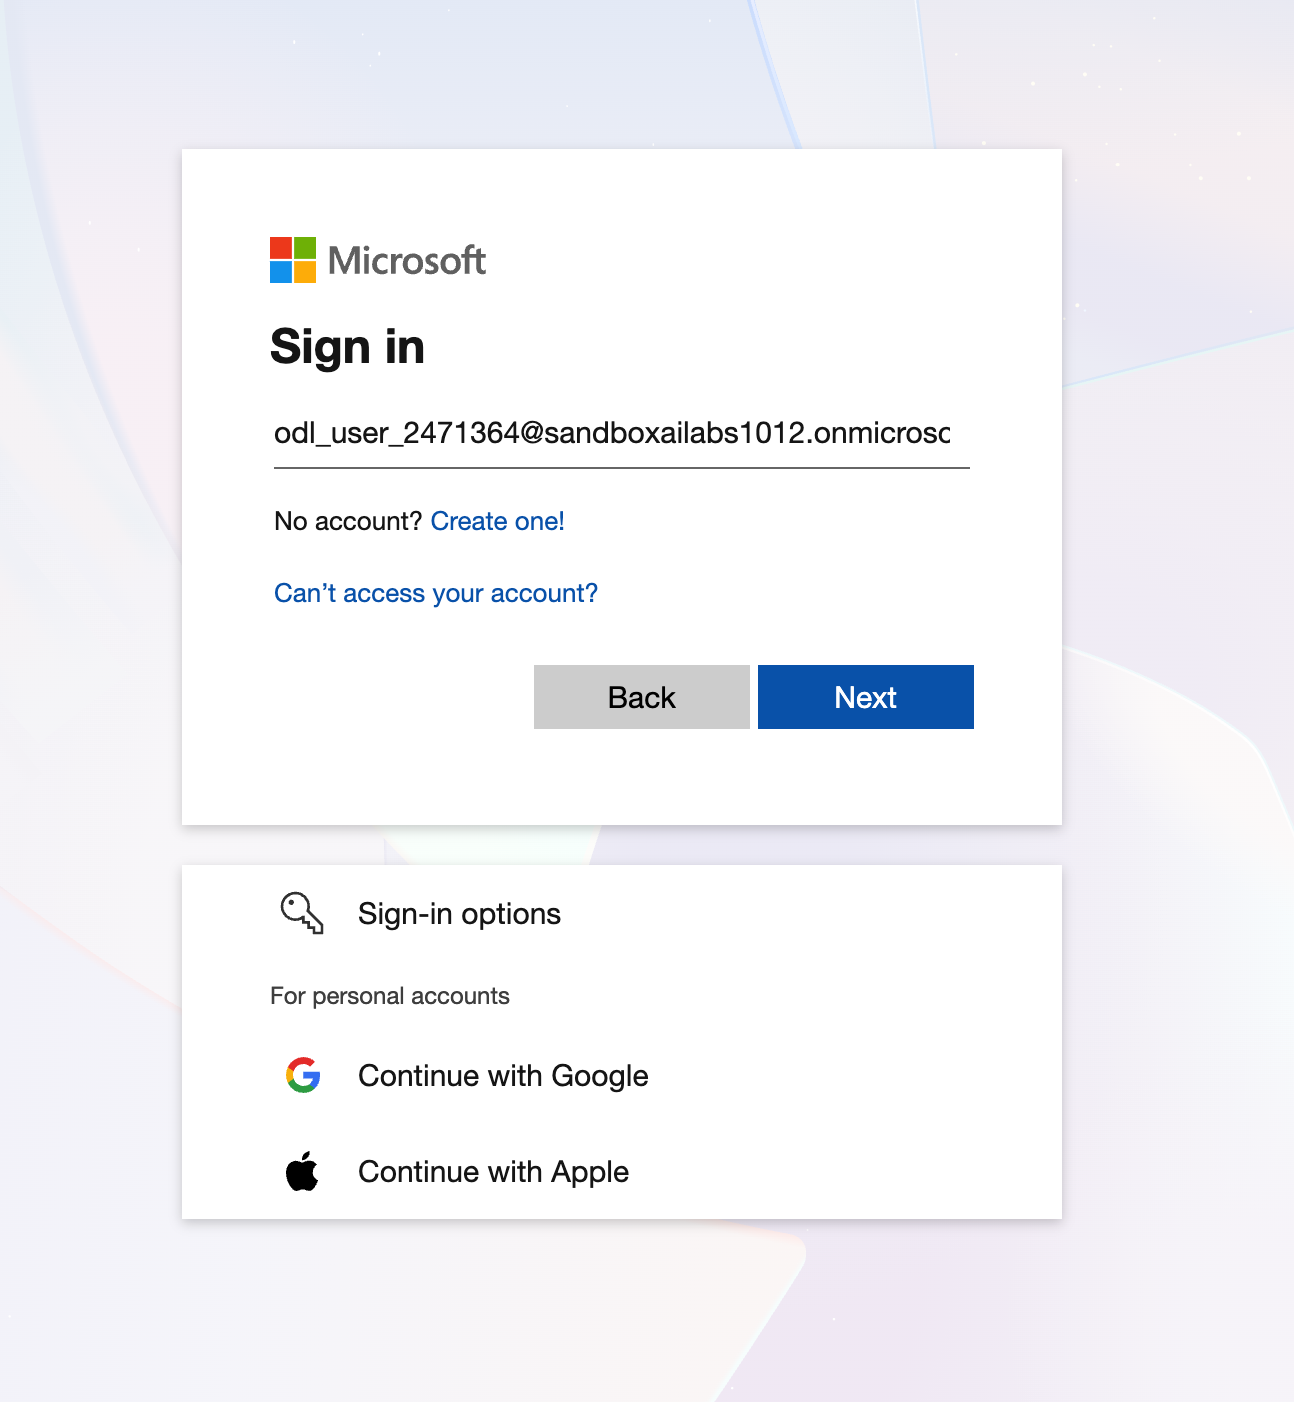 Microsoft
Sign in
odl_user_2471364@sandboxailabs1012.onmicrosc
No account? Create one!
Can’t access your account?
Back
Next
Sign-in options
For personal accounts
Continue with Google
Continue with Apple